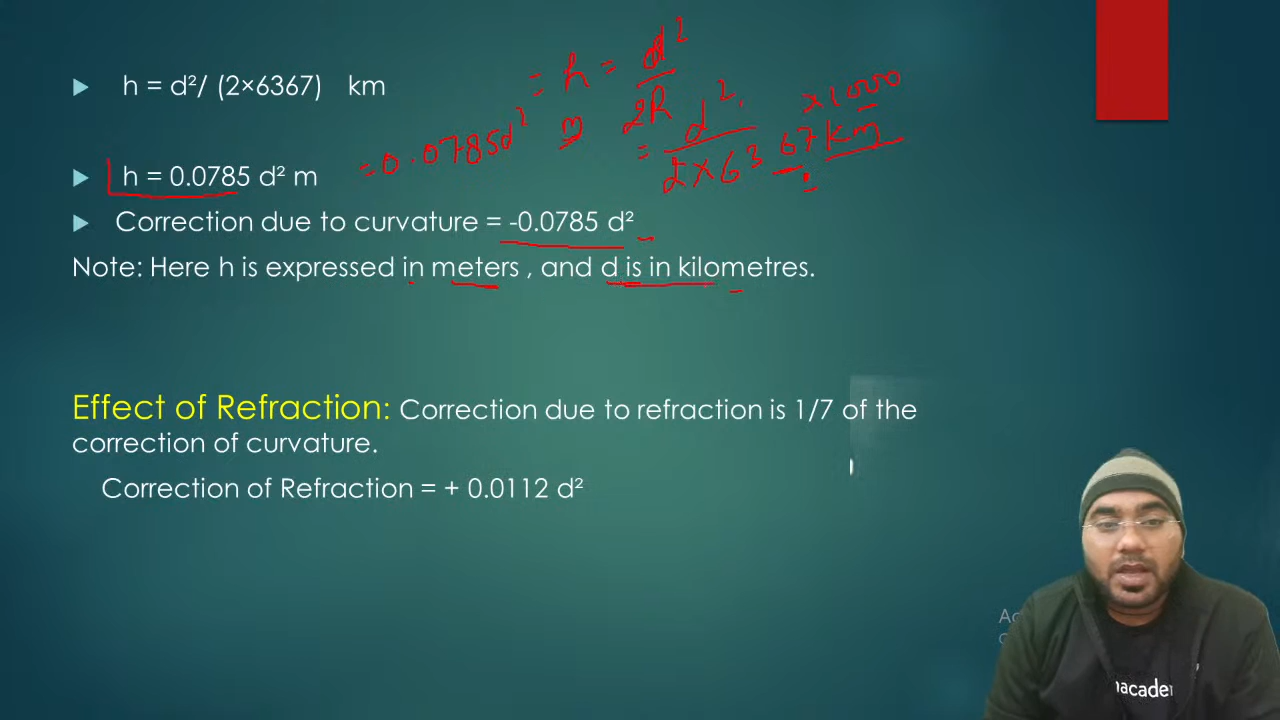 h = d²/ (2×6367) km
= h = d²/2R
= d²/2×6367km ×1000
= 0.0785d² m
h = 0.0785 d² m
Correction due to curvature = -0.0785 d²
Note: Here h is expressed in meters , and d is in kilometres.
Effect of Refraction: Correction due to refraction is 1/7 of the
correction of curvature.
Correction of Refraction = + 0.0112 d²